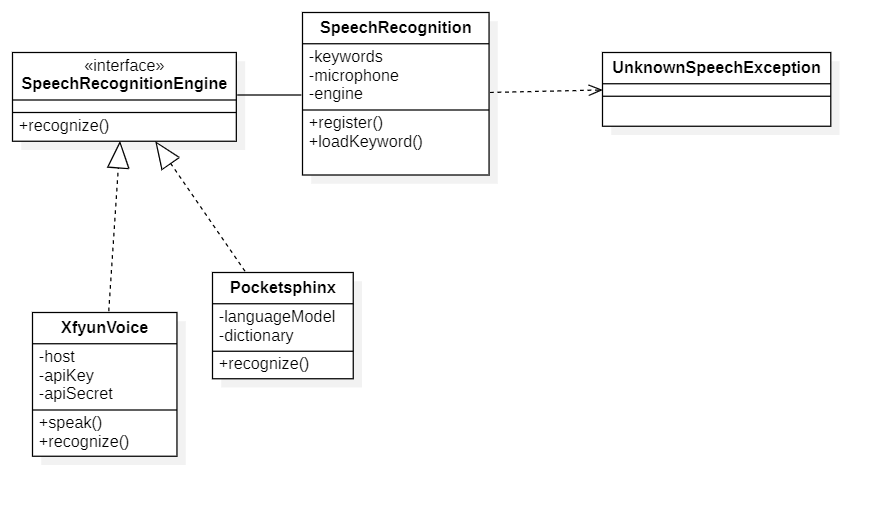 «interface»
SpeechRecognitionEngine
+recognize()
SpeechRecognition
-keywords
-microphone
-engine
+register()
+loadKeyword()
UnknownSpeechException
XfyunVoice
-host
-apiKey
-apiSecret
+speak()
+recognize()
Pocketsphinx
-languageModel
-dictionary
+recognize()